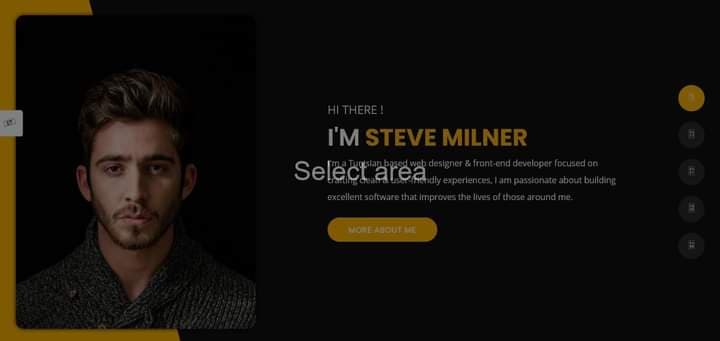 HI THERE !
I'M STEVE MILNER
I'm a Tunisian based web designer & front-end developer focused on
Select area
crafting clean & user-friendly experiences, I am passionate about building
excellent software that improves the lives of those around me.
MORE ABOUT ME